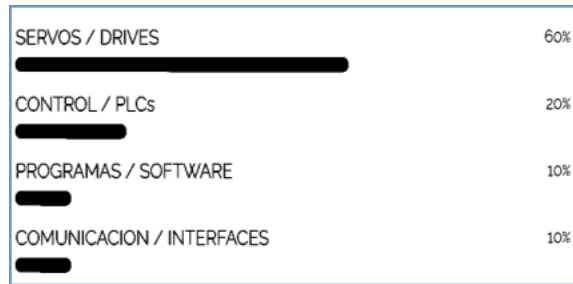 SERVOS / DRIVES 60%
CONTROL / PLCs 20%
PROGRAMAS / SOFTWARE 10%
COMUNICACION / INTERFACES 10%